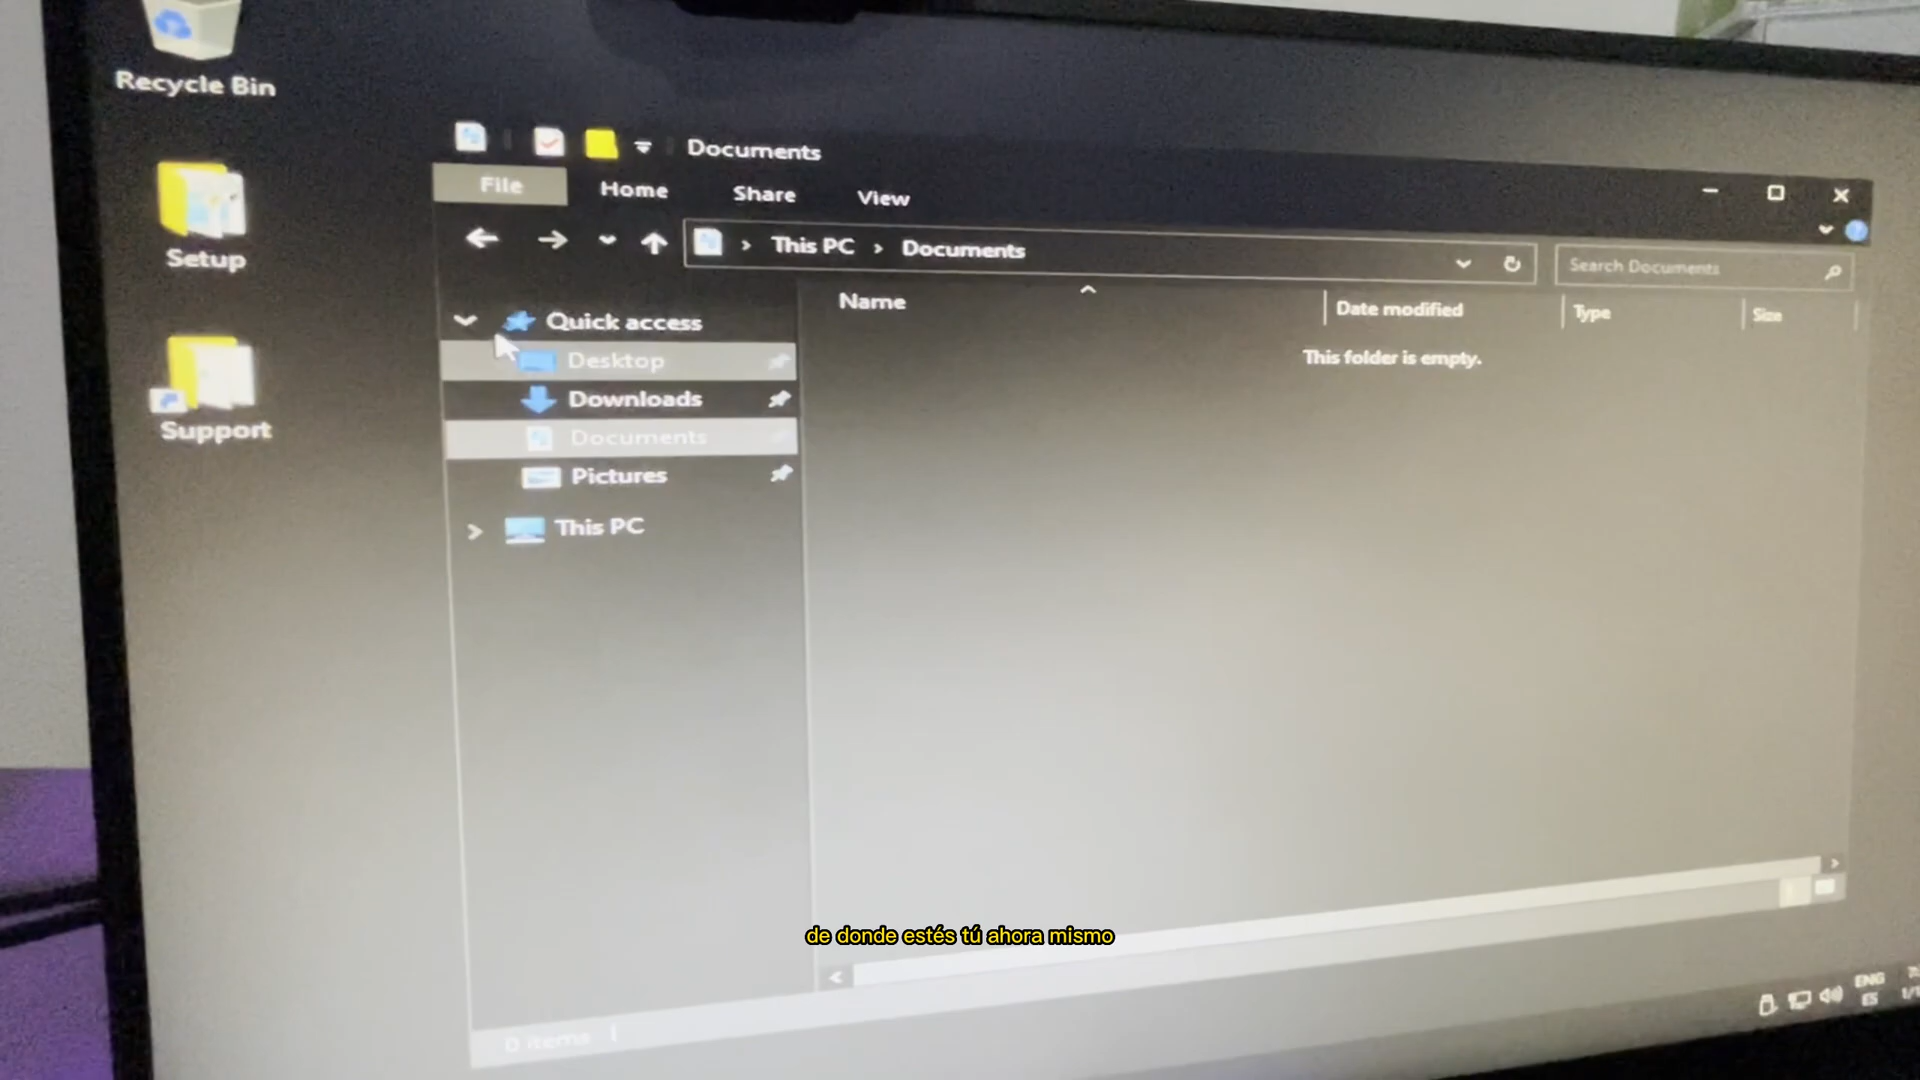 Recycle Bin
Setup
Support
Documents
File Home Share View
This PC Documents
Search Documents
Quick access
Desktop
Downloads
Documents
Pictures
This PC
Name Date modified Type Size
This folder is empty.
de donde estés tú ahora mismo
0 items
ENG
ES